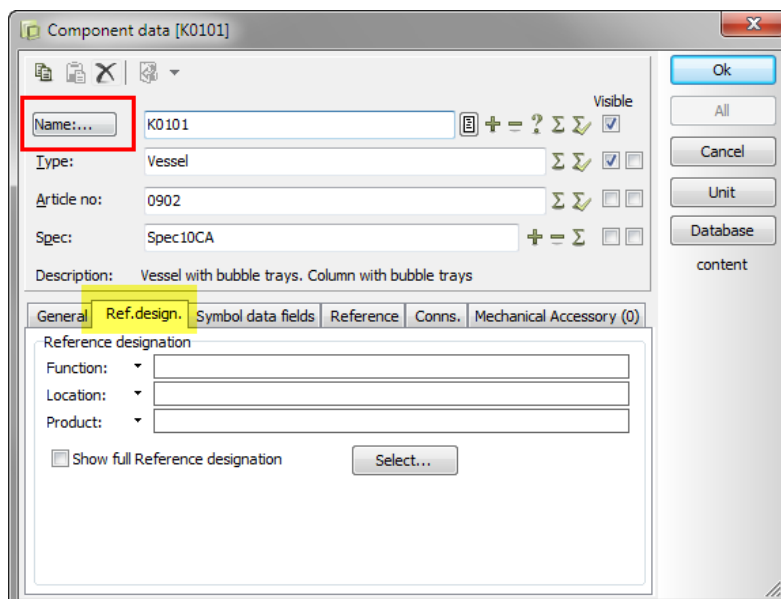 Component data [K0101]
Visible
Name:... K0101
Type: Vessel
Article no: 0902
Spec: Spec10CA
Description: Vessel with bubble trays. Column with bubble trays
General Ref.design. Symbol data fields Reference Conns. Mechanical Accessory (0)
Reference designation
Function:
Location:
Product:
Show full Reference designation Select...
Ok
All
Cancel
Unit
Database
content